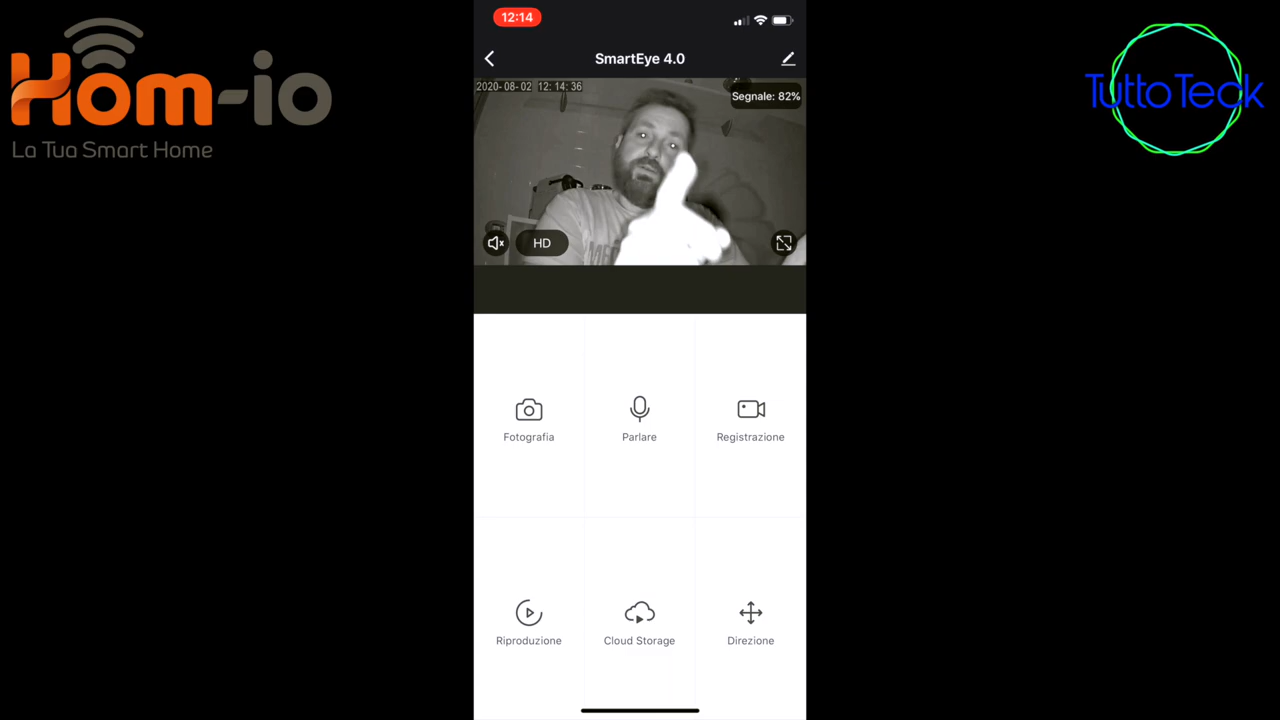 Hom-io
La Tua Smart Home
12:14
SmartEye 4.0
2020-08-02 12:14:36
Segnale: 82%
HD
Fotografia
Parlare
Registrazione
Riproduzione
Cloud Storage
Direzione
TuttoTeck